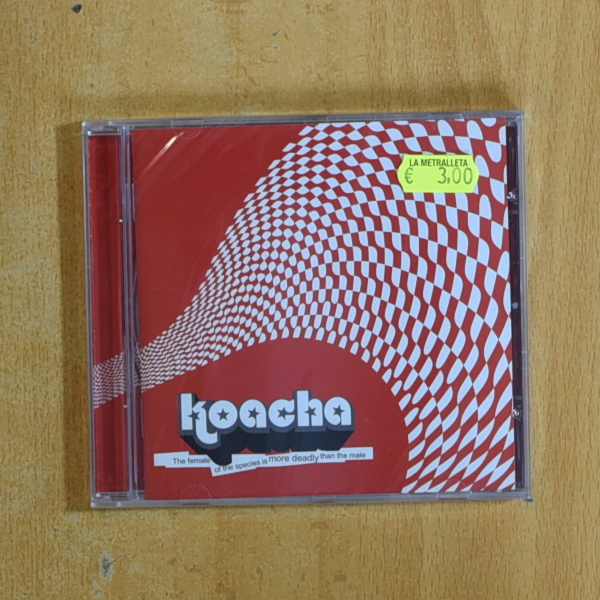 LA METRALLETA
€ 3,00
koacha
The female of the species is more deadly than the male